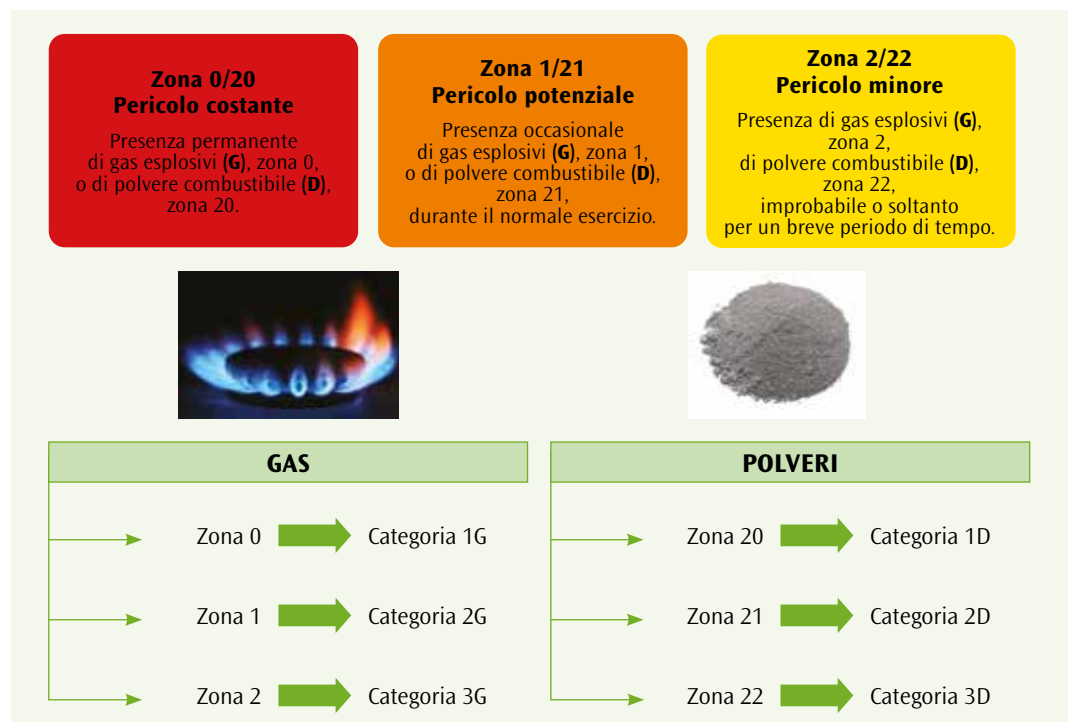 Zona 0/20
Pericolo costante
Presenza permanente
di gas esplosivi (G), zona 0,
o di polvere combustibile (D),
zona 20.
Zona 1/21
Pericolo potenziale
Presenza occasionale
di gas esplosivi (G), zona 1,
o di polvere combustibile (D),
zona 21,
durante il normale esercizio.
Zona 2/22
Pericolo minore
Presenza di gas esplosivi (G),
zona 2,
di polvere combustibile (D),
zona 22,
improbabile o soltanto
per un breve periodo di tempo.
GAS
Zona 0 Categoria 1G
Zona 1 Categoria 2G
Zona 2 Categoria 3G
POLVERI
Zona 20 Categoria 1D
Zona 21 Categoria 2D
Zona 22 Categoria 3D